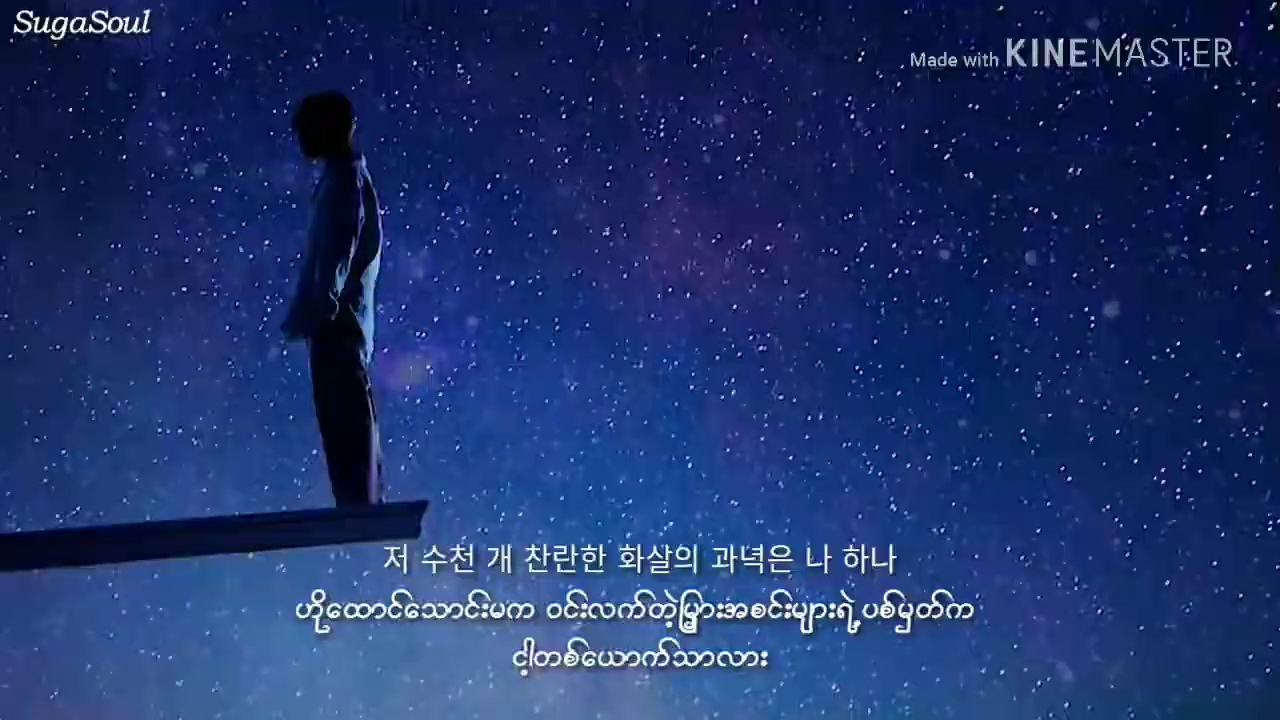 SugaSoul
Made with KINEMASTER
저 수천 개 찬란한 화살의 과녁은 나 하나
ဟိုထောင်သောင်းမက ဝင်းလက်တဲ့မြှားအစင်းများရဲ့ပစ်မှတ်က
ငါ့တစ်ယောက်သာလား